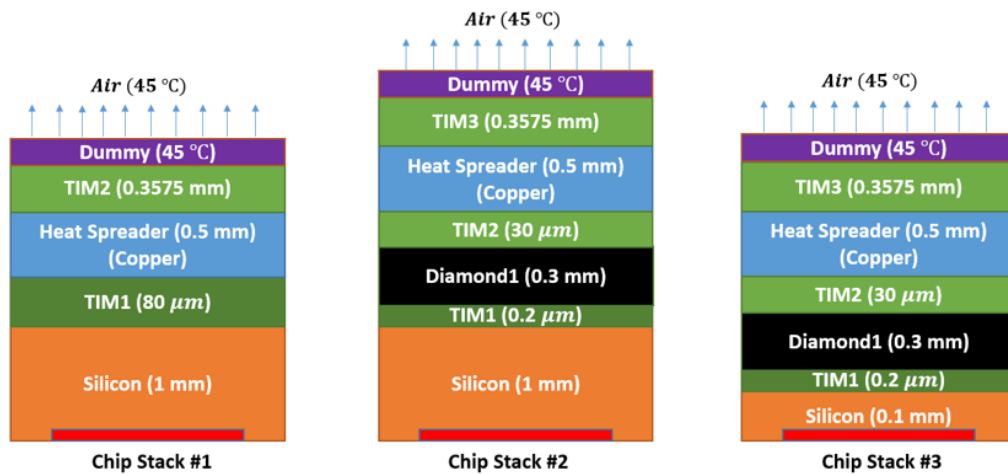 Air (45 °C)
Dummy (45 °C)
TIM2 (0.3575 mm)
Heat Spreader (0.5 mm)
(Copper)
TIM1 (80 μm)
Silicon (1 mm)
Chip Stack #1
Air (45 °C)
Dummy (45 °C)
TIM3 (0.3575 mm)
Heat Spreader (0.5 mm)
(Copper)
TIM2 (30 μm)
Diamond1 (0.3 mm)
TIM1 (0.2 μm)
Silicon (1 mm)
Chip Stack #2
Air (45 °C)
Dummy (45 °C)
TIM3 (0.3575 mm)
Heat Spreader (0.5 mm)
(Copper)
TIM2 (30 μm)
Diamond1 (0.3 mm)
TIM1 (0.2 μm)
Silicon (0.1 mm)
Chip Stack #3